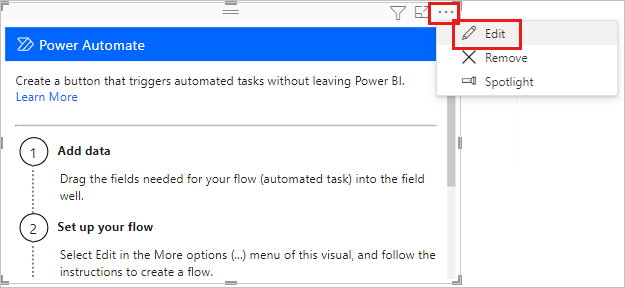 Power Automate
Edit
Remove
Spotlight
Create a button that triggers automated tasks without leaving Power BI.
Learn More
1
Add data
Drag the fields needed for your flow (automated task) into the field
well.
2
Set up your flow
Select Edit in the More options (...) menu of this visual, and follow the
instructions to create a flow.